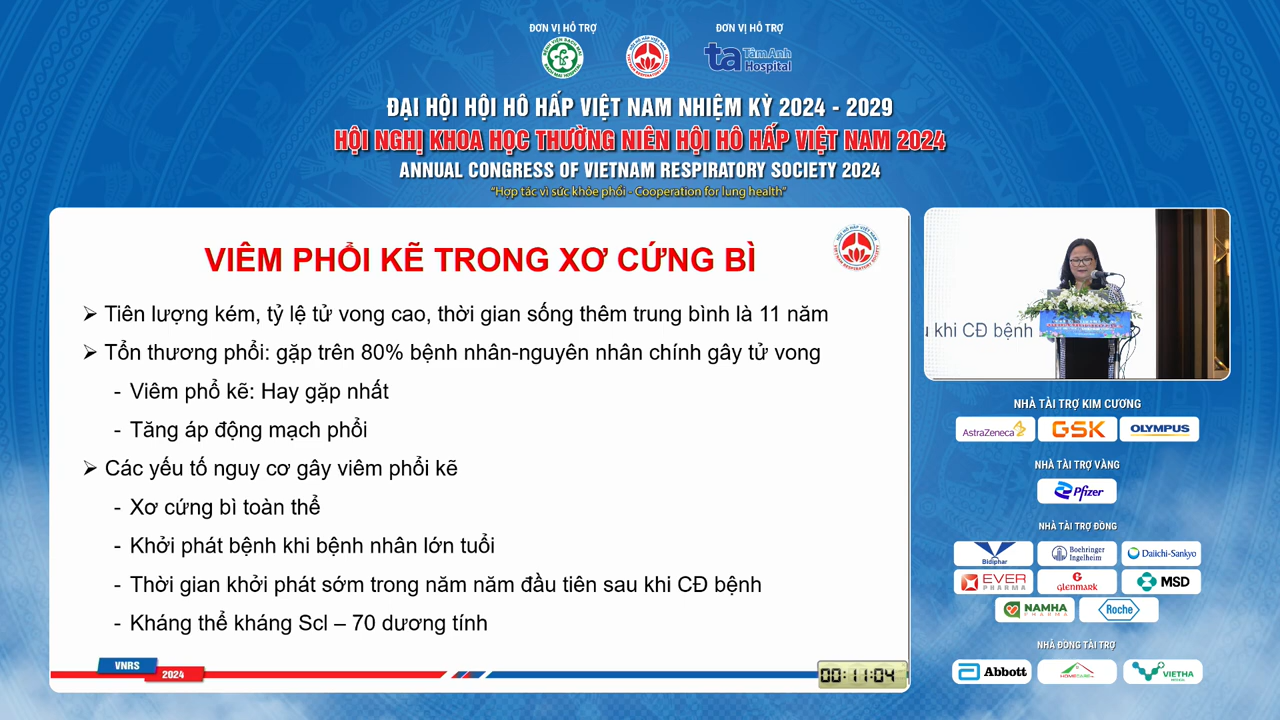 ĐƠN VỊ HỖ TRỢ
ĐƠN VỊ HỖ TRỢ
ta TâmAnh Hospital
ĐẠI HỘI HỘI HÔ HẤP VIỆT NAM NHIỆM KỲ 2024 - 2029
HỘI NGHỊ KHOA HỌC THƯỜNG NIÊN HỘI HÔ HẤP VIỆT NAM 2024
ANNUAL CONGRESS OF VIETNAM RESPIRATORY SOCIETY 2024
"Hợp tác vì sức khỏe phổi - Cooperation for lung health"
VIÊM PHỔI KẼ TRONG XƠ CỨNG BÌ
➢ Tiên lượng kém, tỷ lệ tử vong cao, thời gian sống thêm trung bình là 11 năm
➢ Tổn thương phổi: gặp trên 80% bệnh nhân-nguyên nhân chính gây tử vong
- Viêm phổ kẽ: Hay gặp nhất
- Tăng áp động mạch phổi
➢ Các yếu tố nguy cơ gây viêm phổi kẽ
- Xơ cứng bì toàn thể
- Khởi phát bệnh khi bệnh nhân lớn tuổi
- Thời gian khởi phát sớm trong năm năm đầu tiên sau khi CĐ bệnh
- Kháng thể kháng Scl – 70 dương tính
VNRS
2024
00:11:04
u khi CĐ bệnh
NHÀ TÀI TRỢ KIM CƯƠNG
AstraZeneca GSK OLYMPUS
NHÀ TÀI TRỢ VÀNG
Pfizer
NHÀ TÀI TRỢ ĐỒNG
Bidiphar Boehringer Ingelheim Daiichi-Sankyo
EVER PHARMA GLENMARK MSD
NAMHA PHARMA Roche
NHÀ ĐỒNG TÀI TRỢ
Abbott HOMECARE VIETHA